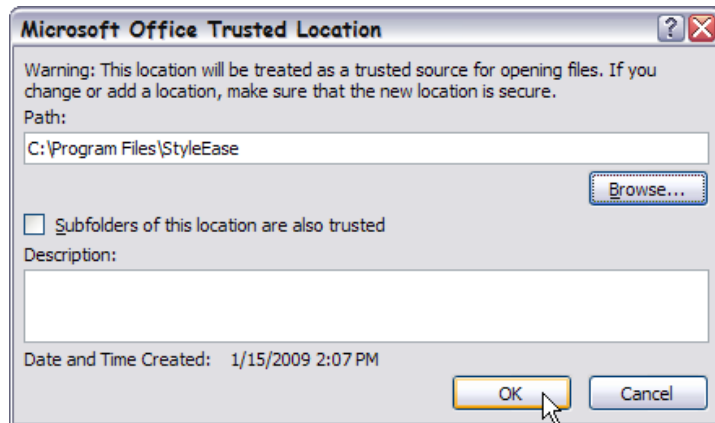 Microsoft Office Trusted Location
Warning: This location will be treated as a trusted source for opening files. If you
change or add a location, make sure that the new location is secure.
Path:
C:\Program Files\StyleEase
Browse...
Subfolders of this location are also trusted
Description:
Date and Time Created: 1/15/2009 2:07 PM
OK Cancel